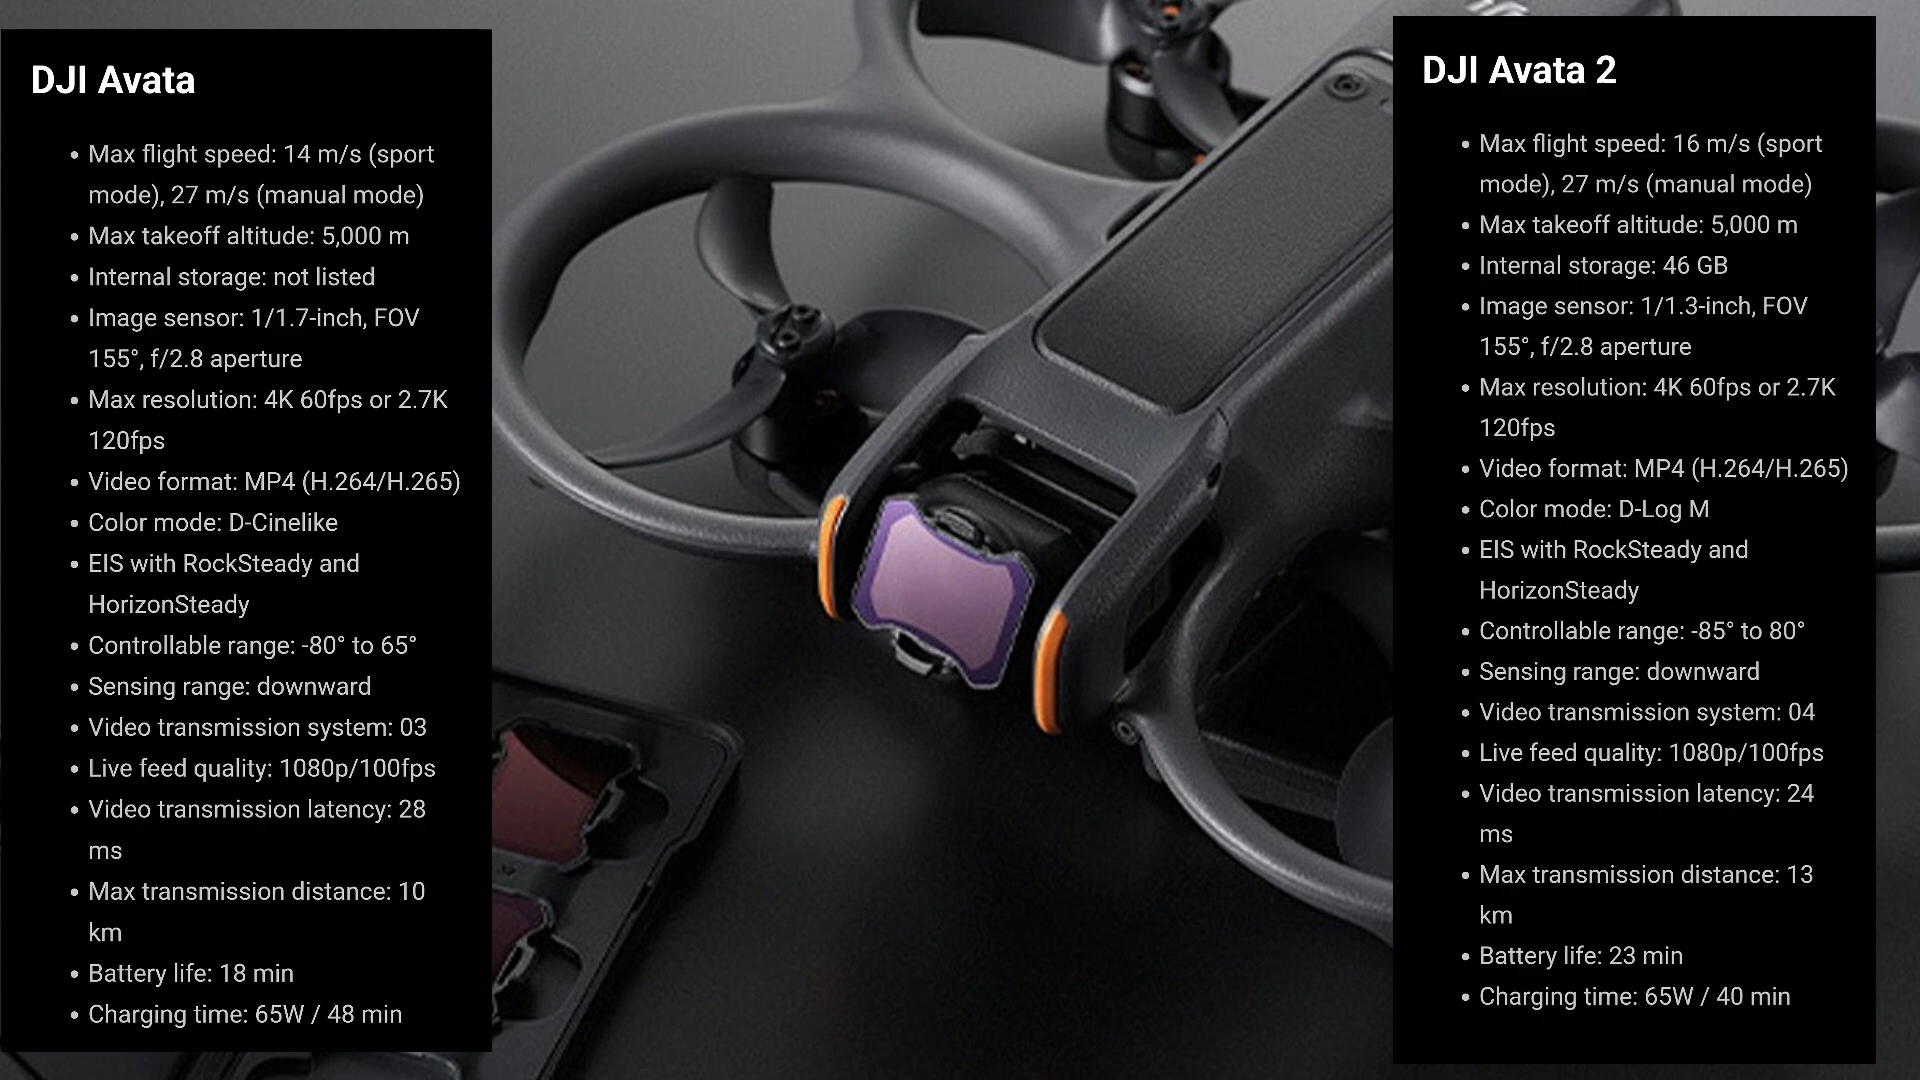 DJI Avata
• Max flight speed: 14 m/s (sport
mode), 27 m/s (manual mode)
• Max takeoff altitude: 5,000 m
• Internal storage: not listed
• Image sensor: 1/1.7-inch, FOV
155°, f/2.8 aperture
• Max resolution: 4K 60fps or 2.7K
120fps
• Video format: MP4 (H.264/H.265)
• Color mode: D-Cinelike
• EIS with RockSteady and
HorizonSteady
• Controllable range: -80° to 65°
• Sensing range: downward
• Video transmission system: 03
• Live feed quality: 1080p/100fps
• Video transmission latency: 28
ms
• Max transmission distance: 10
km
• Battery life: 18 min
• Charging time: 65W / 48 min
DJI Avata 2
• Max flight speed: 16 m/s (sport
mode), 27 m/s (manual mode)
• Max takeoff altitude: 5,000 m
• Internal storage: 46 GB
• Image sensor: 1/1.3-inch, FOV
155°, f/2.8 aperture
• Max resolution: 4K 60fps or 2.7K
120fps
• Video format: MP4 (H.264/H.265)
• Color mode: D-Log M
• EIS with RockSteady and
HorizonSteady
• Controllable range: -85° to 80°
• Sensing range: downward
• Video transmission system: 04
• Live feed quality: 1080p/100fps
• Video transmission latency: 24
ms
• Max transmission distance: 13
km
• Battery life: 23 min
• Charging time: 65W / 40 min